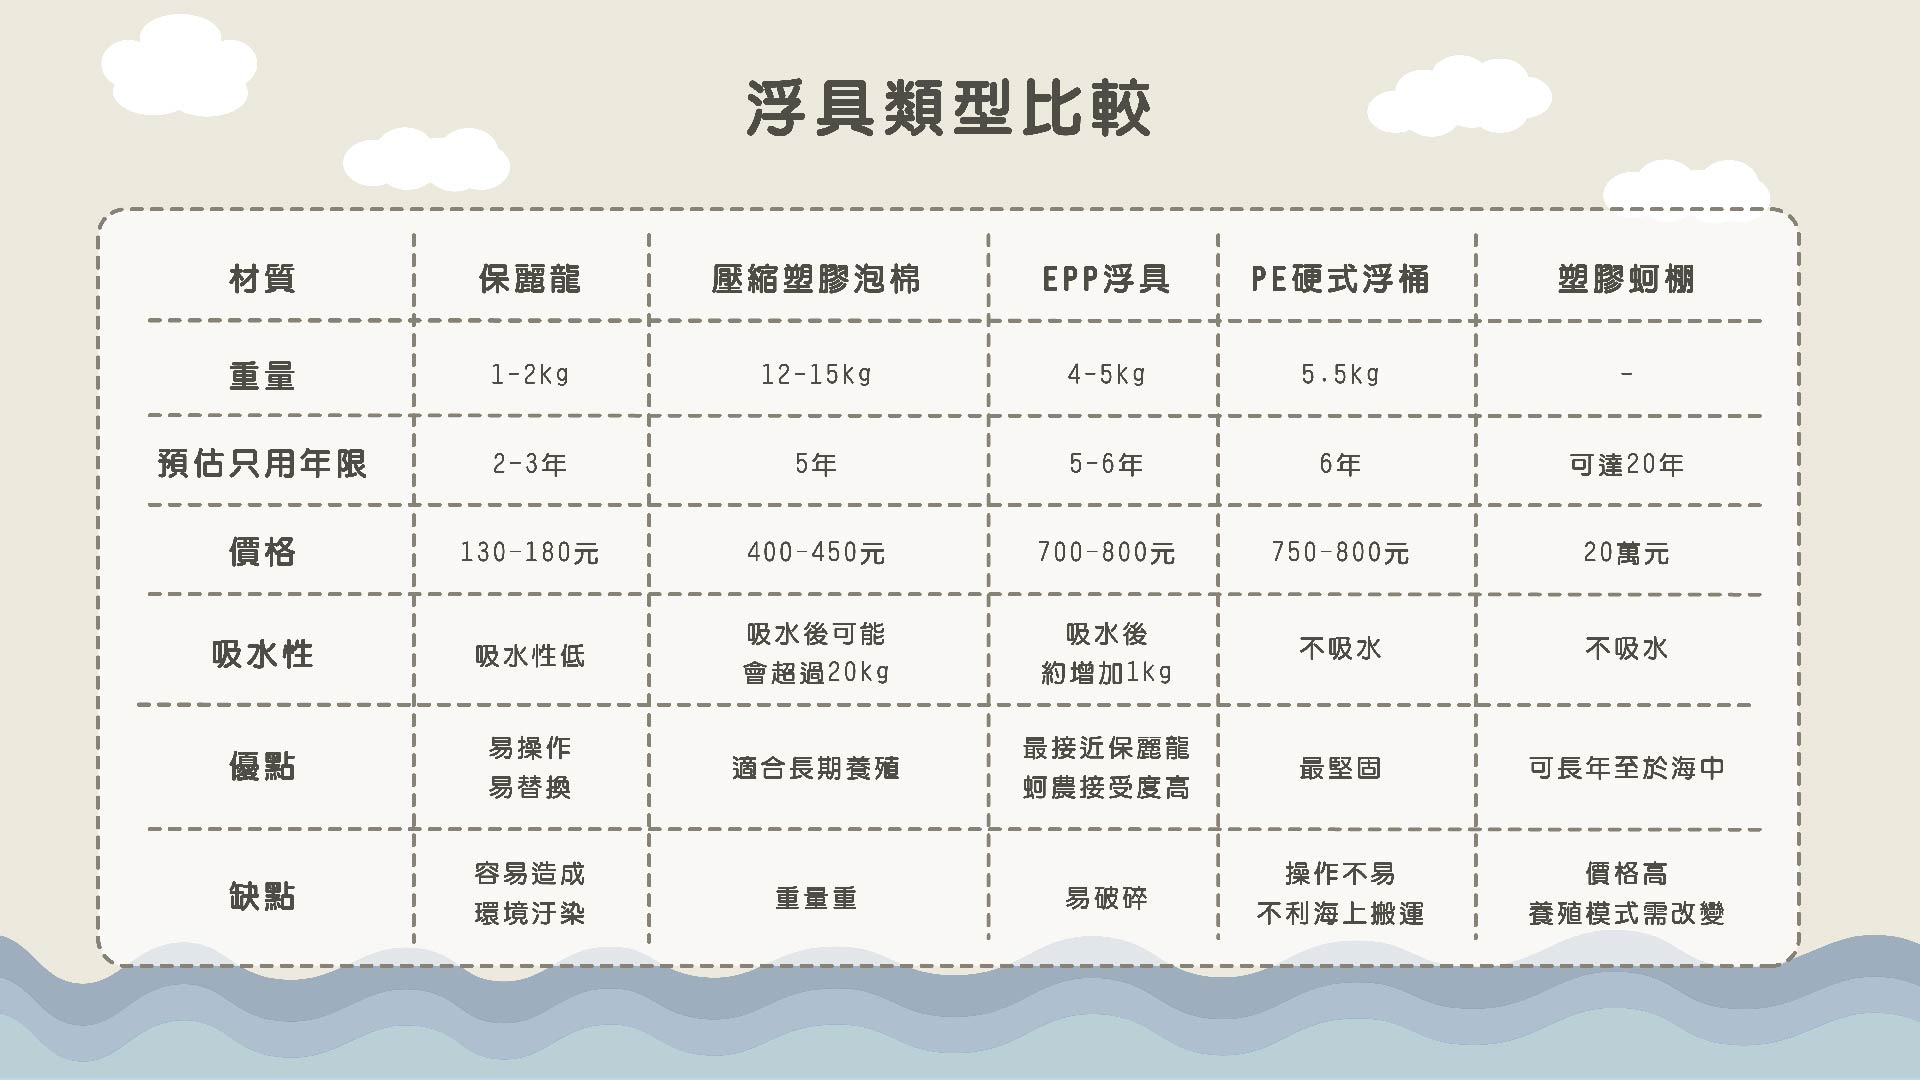 浮具類型比較
材質 保麗龍 壓縮塑膠泡棉 EPP浮具 PE硬式浮桶 塑膠蚵棚
重量 1-2kg 12-15kg 4-5kg 5.5kg -
預估只用年限 2-3年 5年 5-6年 6年 可達20年
價格 130-180元 400-450元 700-800元 750-800元 20萬元
吸水性 吸水性低 吸水後可能 吸水後 不吸水 不吸水
會超過20kg 約增加1kg
優點 易操作 適合長期養殖 最接近保麗龍 最堅固 可長年至於海中
易替換 蚵農接受度高
缺點 容易造成 重量重 易破碎 操作不易 價格高
環境汙染 不利海上搬運 養殖模式需改變